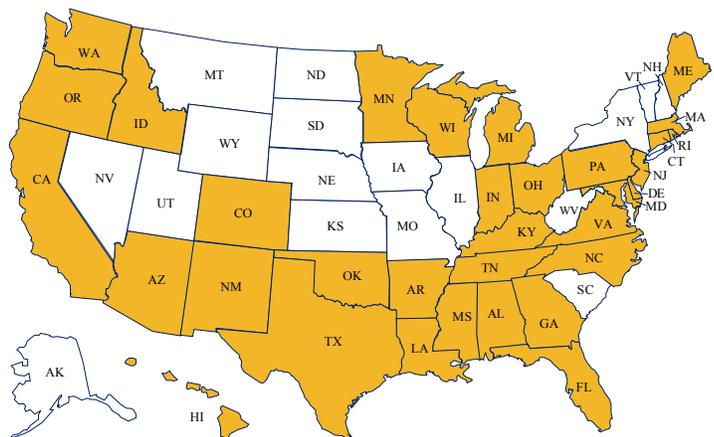 WA
MT
ND
MN
VT
NH
ME
OR
ID
WY
SD
WI
MI
NY
MA
RI
CT
CA
NV
UT
CO
NE
IA
IL
IN
OH
PA
NJ
DE
MD
KS
MO
KY
WV
VA
AZ
NM
OK
AR
TN
NC
SC
MS
AL
GA
TX
LA
FL
AK
HI